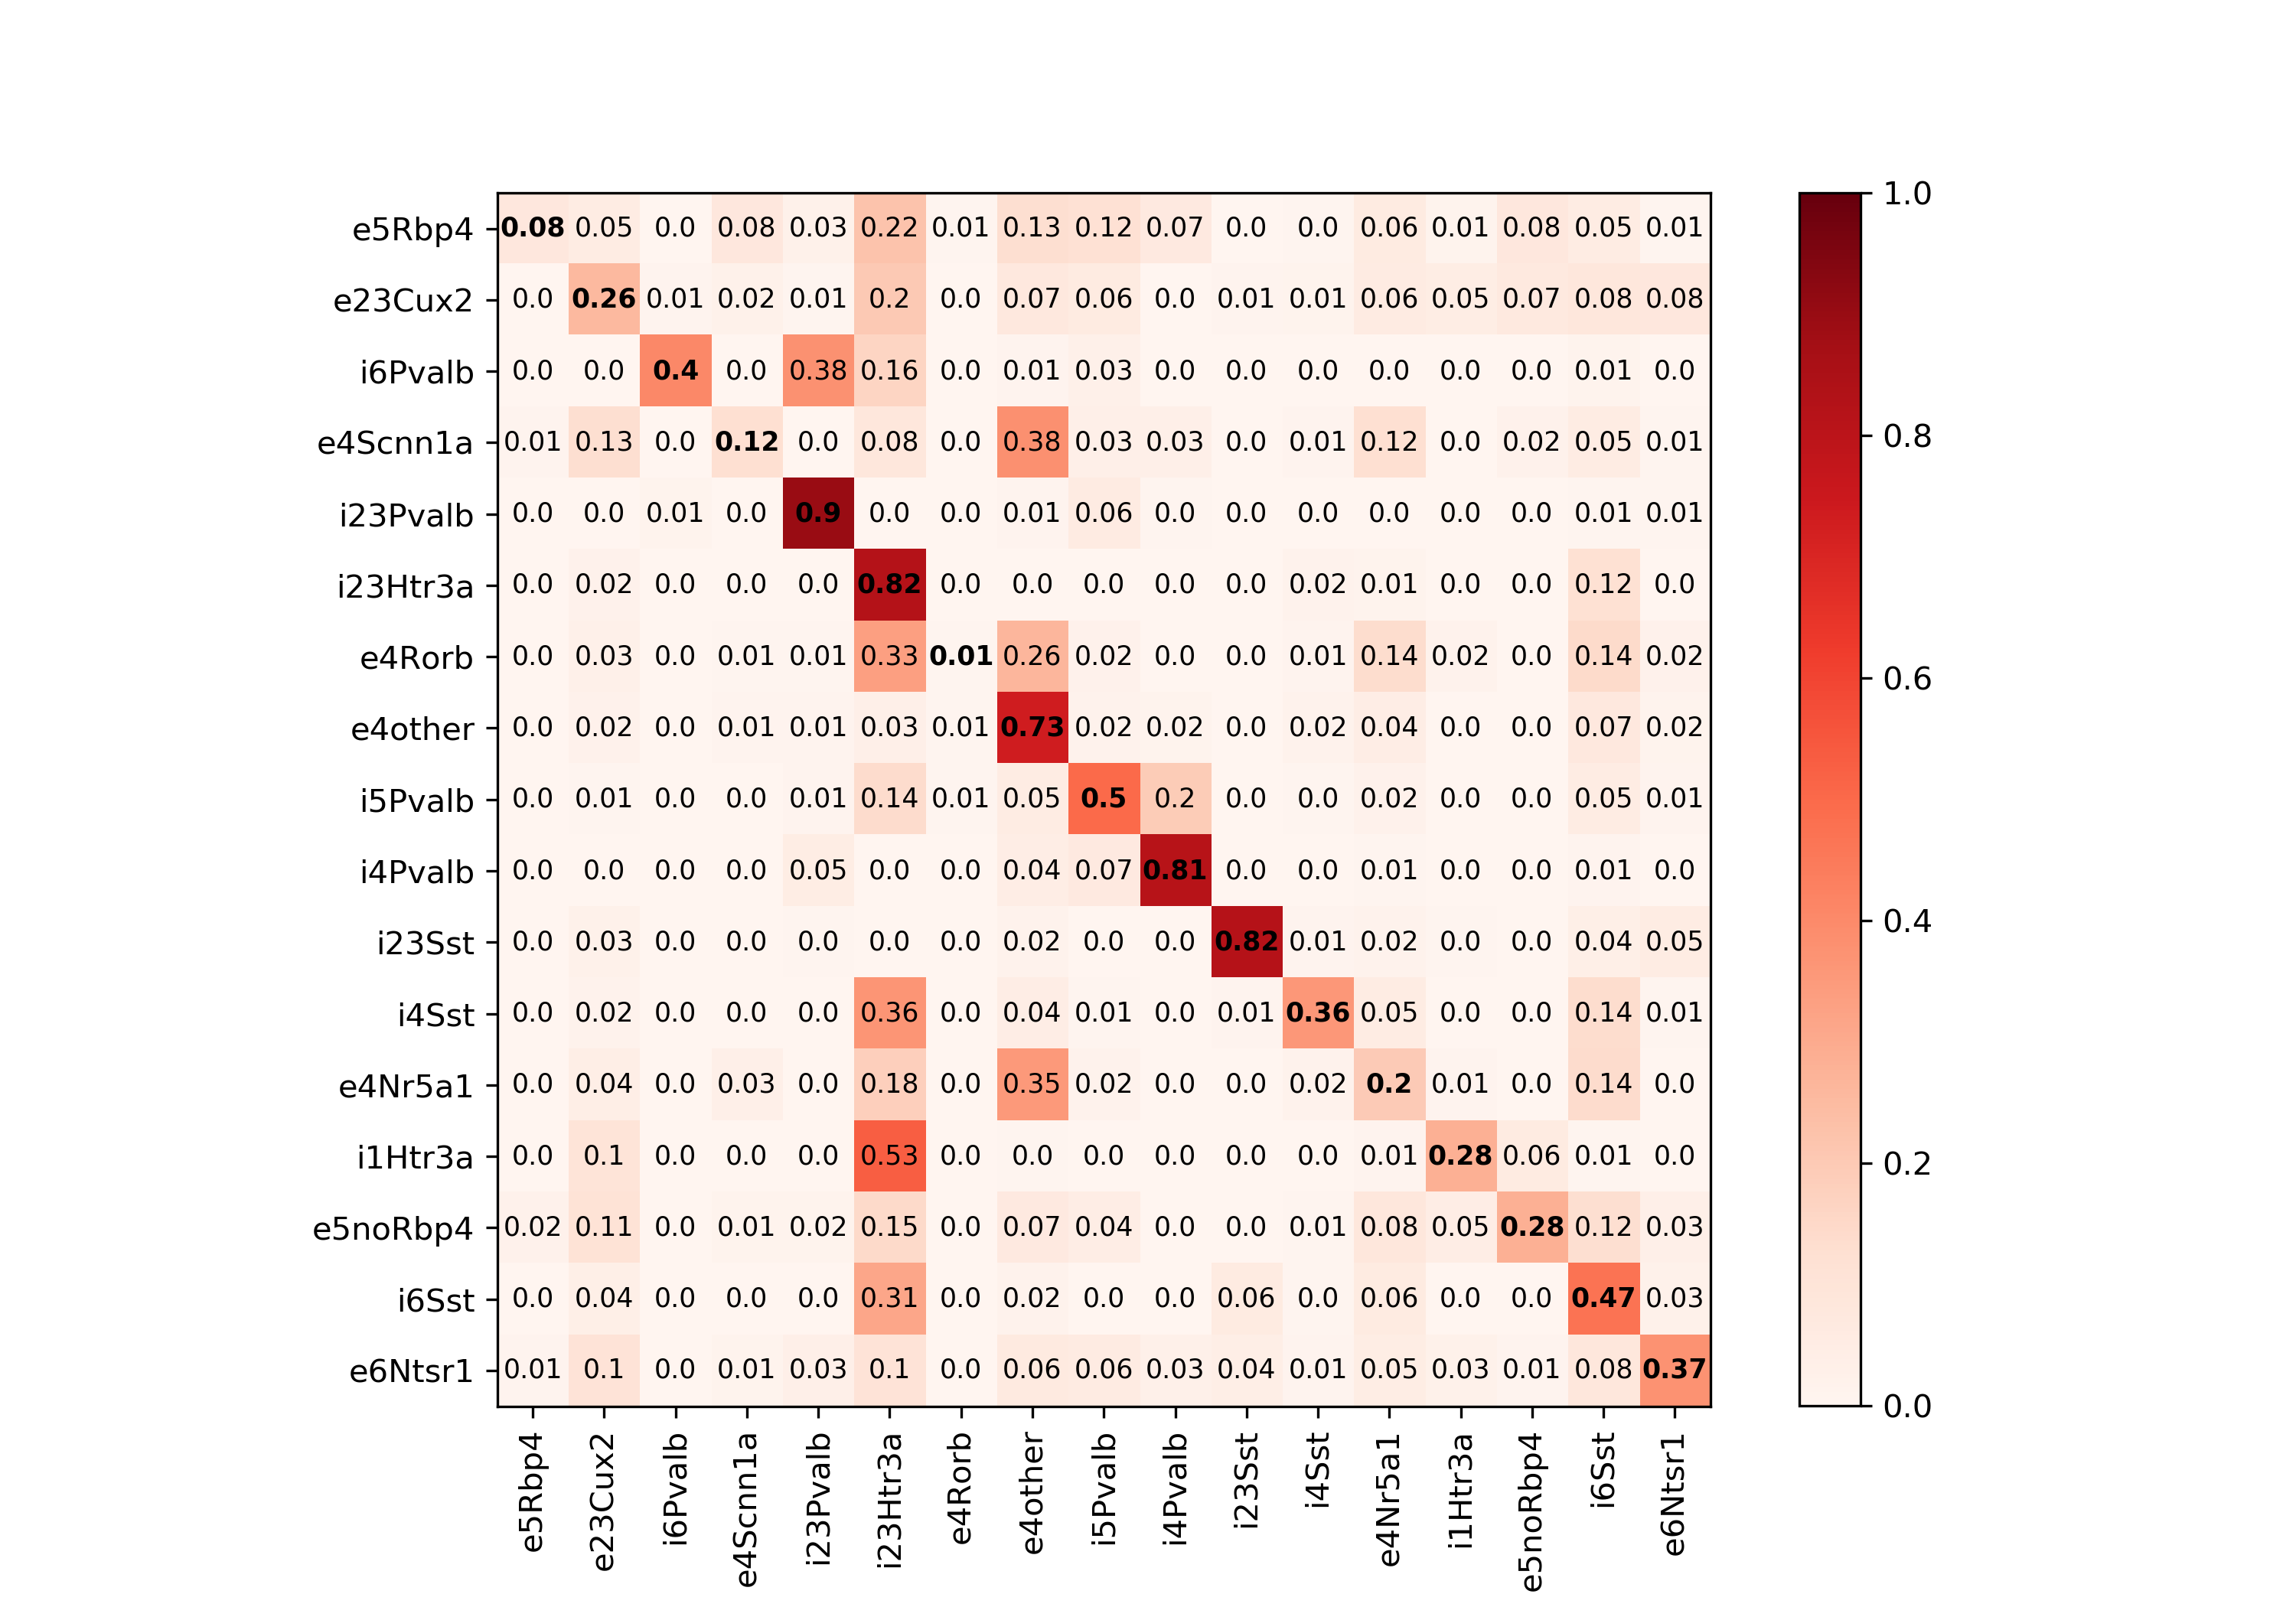 e5Rbp4 0.08 0.05 0.0 0.08 0.03 0.22 0.01 0.13 0.12 0.07 0.0 0.0 0.06 0.01 0.08 0.05 0.01
e23Cux2 0.0 0.26 0.01 0.02 0.01 0.2 0.0 0.07 0.06 0.0 0.01 0.01 0.06 0.05 0.07 0.08 0.08
i6Pvalb 0.0 0.0 0.4 0.0 0.38 0.16 0.0 0.01 0.03 0.0 0.0 0.0 0.0 0.0 0.0 0.01 0.0
e4Scnn1a 0.01 0.13 0.0 0.12 0.0 0.08 0.0 0.38 0.03 0.03 0.0 0.01 0.12 0.0 0.02 0.05 0.01
i23Pvalb 0.0 0.0 0.01 0.0 0.9 0.0 0.0 0.01 0.06 0.0 0.0 0.0 0.0 0.0 0.0 0.01 0.01
i23Htr3a 0.0 0.02 0.0 0.0 0.0 0.82 0.0 0.0 0.0 0.0 0.0 0.02 0.01 0.0 0.0 0.12 0.0
e4Rorb 0.0 0.03 0.0 0.01 0.01 0.33 0.01 0.26 0.02 0.0 0.0 0.01 0.14 0.02 0.0 0.14 0.02
e4other 0.0 0.02 0.0 0.01 0.01 0.03 0.01 0.73 0.02 0.02 0.0 0.02 0.04 0.0 0.0 0.07 0.02
i5Pvalb 0.0 0.01 0.0 0.0 0.01 0.14 0.01 0.05 0.5 0.2 0.0 0.0 0.02 0.0 0.0 0.05 0.01
i4Pvalb 0.0 0.0 0.0 0.0 0.05 0.0 0.0 0.04 0.07 0.81 0.0 0.0 0.01 0.0 0.0 0.01 0.0
i23Sst 0.0 0.03 0.0 0.0 0.0 0.0 0.0 0.02 0.0 0.0 0.82 0.01 0.02 0.0 0.0 0.04 0.05
i4Sst 0.0 0.02 0.0 0.0 0.0 0.36 0.0 0.04 0.01 0.0 0.01 0.36 0.05 0.0 0.0 0.14 0.01
e4Nr5a1 0.0 0.04 0.0 0.03 0.0 0.18 0.0 0.35 0.02 0.0 0.0 0.02 0.2 0.01 0.0 0.14 0.0
i1Htr3a 0.0 0.1 0.0 0.0 0.0 0.53 0.0 0.0 0.0 0.0 0.0 0.0 0.01 0.28 0.06 0.01 0.0
e5noRbp4 0.02 0.11 0.0 0.01 0.02 0.15 0.0 0.07 0.04 0.0 0.0 0.01 0.08 0.05 0.28 0.12 0.03
i6Sst 0.0 0.04 0.0 0.0 0.0 0.31 0.0 0.02 0.0 0.0 0.06 0.0 0.06 0.0 0.0 0.47 0.03
e6Ntsr1 0.01 0.1 0.0 0.01 0.03 0.1 0.0 0.06 0.06 0.03 0.04 0.01 0.05 0.03 0.01 0.08 0.37
e5Rbp4
e23Cux2
i6Pvalb
e4Scnn1a
i23Pvalb
i23Htr3a
e4Rorb
e4other
i5Pvalb
i4Pvalb
i23Sst
i4Sst
e4Nr5a1
i1Htr3a
e5noRbp4
i6Sst
e6Ntsr1
1.0
0.8
0.6
0.4
0.2
0.0